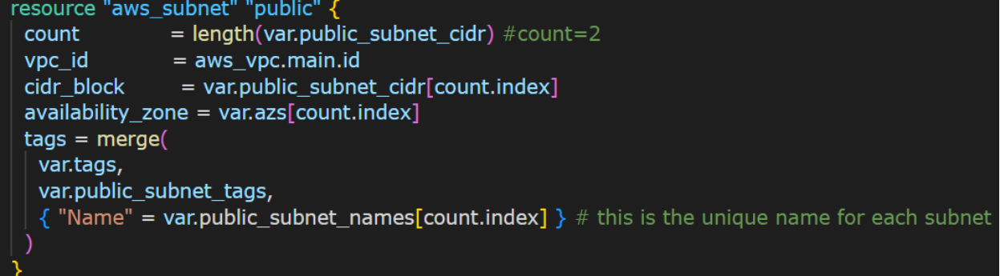 resource "aws_subnet" "public" {
count = length(var.public_subnet_cidr) #count=2
vpc_id = aws_vpc.main.id
cidr_block = var.public_subnet_cidr[count.index]
availability_zone = var.azs[count.index]
tags = merge(
var.tags,
var.public_subnet_tags,
{ "Name" = var.public_subnet_names[count.index] } # this is the unique name for each subnet
)
}